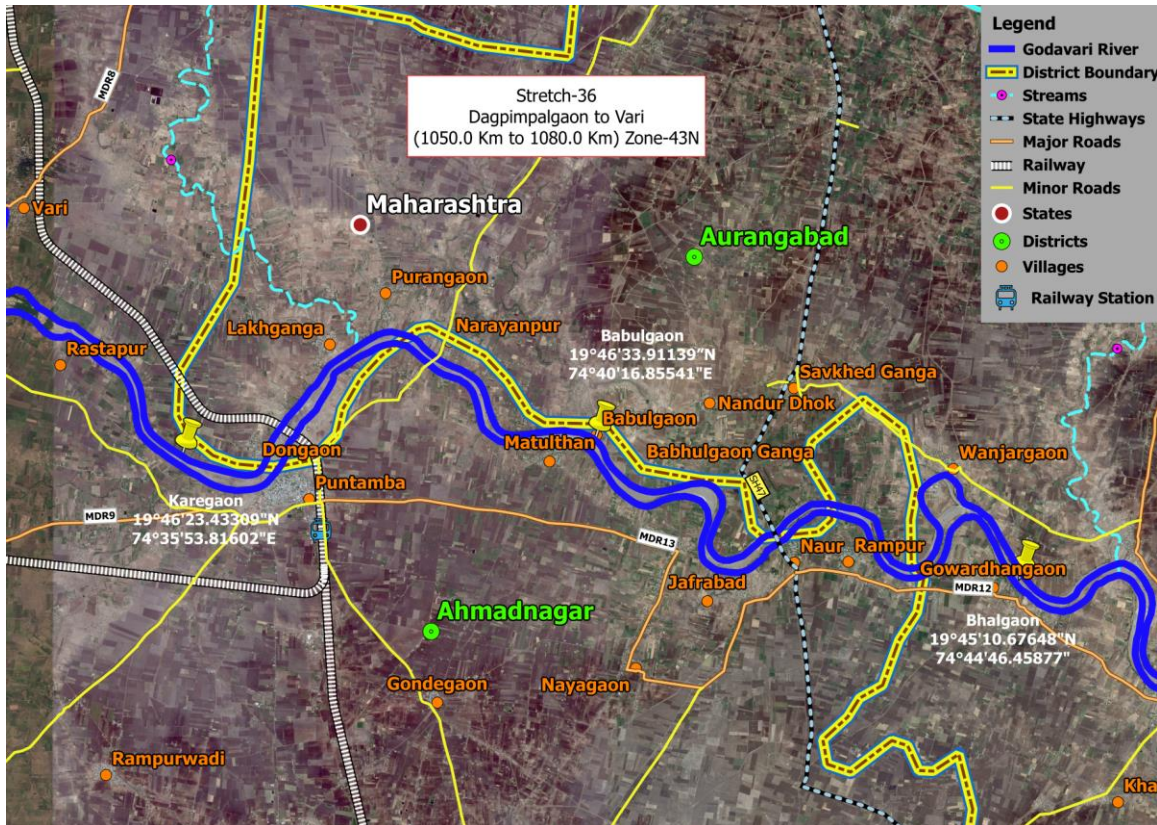 Legend
Godavari River
District Boundary
Streams
State Highways
Major Roads
Railway
Minor Roads
States
Districts
Villages
Railway Station
Stretch-36
Dagpimpalgaon to Vari
(1050.0 Km to 1080.0 Km) Zone-43N
MDR8
Vari
Maharashtra
Aurangabad
Purangaon
Lakhganga
Narayanpur
Rastapur
Babulgaon
19°46'33.91139"N
74°40'16.85541"E
Savkhed Ganga
Nandur Dhok
Babulgaon
Matulthan
Babhulgaon Ganga
Dongaon
Wanjargaon
SH47
Puntamba
Karegaon
19°46'23.43309"N
74°35'53.81602"E
MDR9
MDR13
Naur
Rampur
Gowardhangaon
MDR12
Jafrabad
Ahmadnagar
Bhalgaon
19°45'10.67648"N
74°44'46.45877"
Nayagaon
Gondegaon
Rampurwadi
Kha